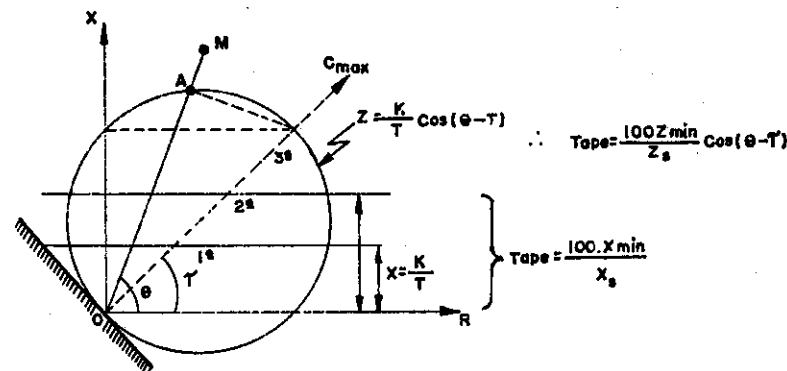 X
M
A
Cmax
Z = K/T Cos(θ-τ)
∴ Tape = 100 Zmin/Zs Cos(θ-τ)
3ª
2ª
1ª
τ
θ
X = K/T
Tape = 100.Xmin/Xs
O
R